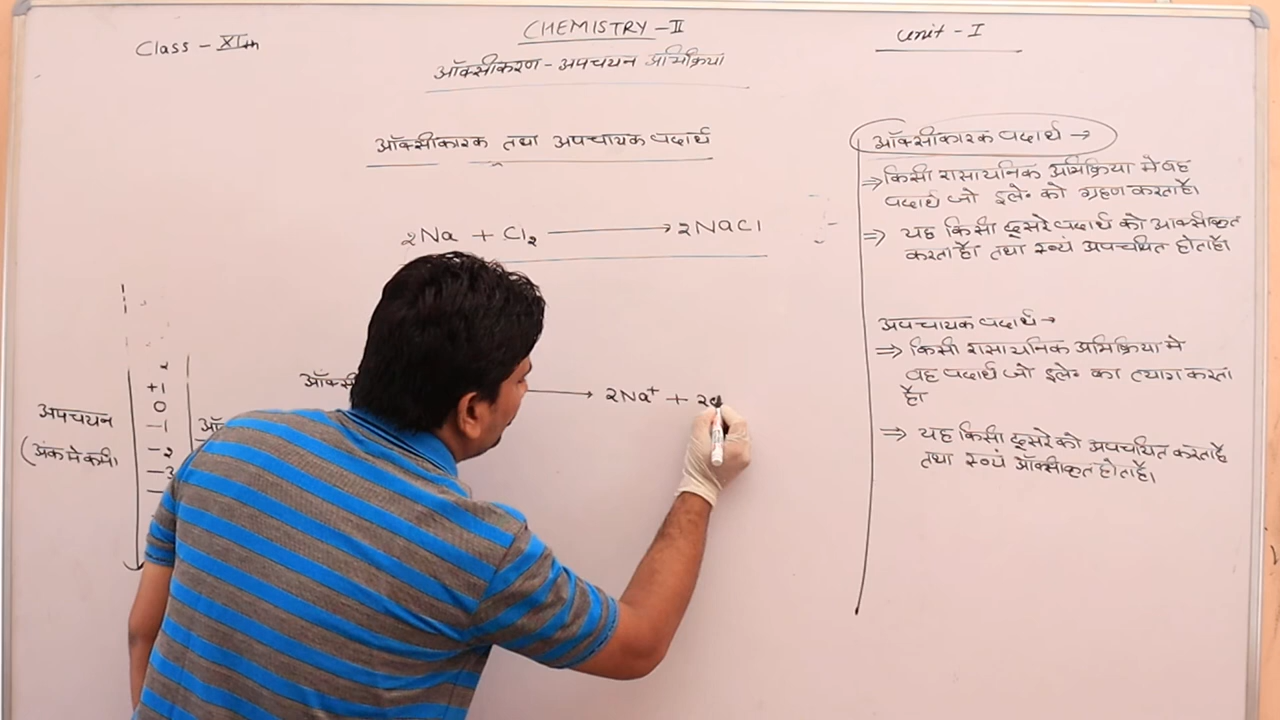 Class - XIth
CHEMISTRY - II
Unit - I
ऑक्सीकरण - अपचयन अभिक्रिया
ऑक्सीकारक तथा अपचायक पदार्थ
2Na + Cl₂ → 2NaCl
ऑक्सी
→ 2Na⁺ + 2
2
+1
0
-1
-2
-3
अपचयन
(अंक मे कमी)
ऑ
ऑक्सीकारक पदार्थ →
⇒ किसी रासायनिक अभिक्रिया मे वह
पदार्थ जो इले॰ को ग्रहण करता है।
⇒ यह किसी दूसरे पदार्थ को आक्सीकृत
करता है। तथा स्वयं अपचयित होता है।
अपचायक पदार्थ →
⇒ किसी रासायनिक अभिक्रिया मे
वह पदार्थ जो इले॰ का त्याग करता
है।
⇒ यह किसी दूसरे को अपचयित करता है
तथा स्वयं ऑक्सीकृत होता है।